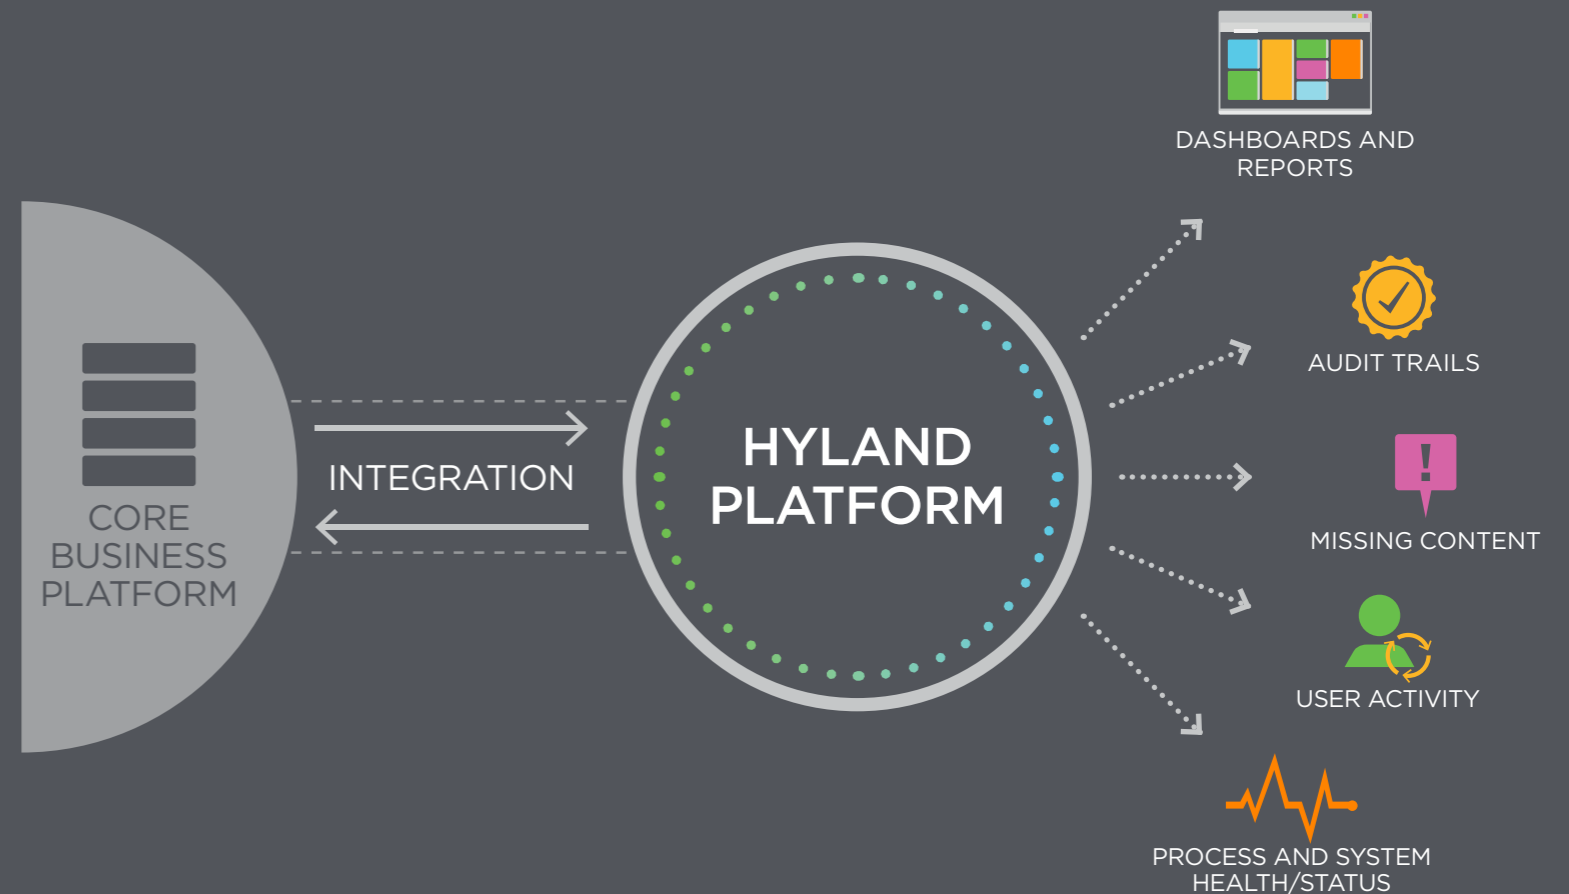 CORE
BUSINESS
PLATFORM
INTEGRATION
HYLAND
PLATFORM
DASHBOARDS AND
REPORTS
AUDIT TRAILS
!
MISSING CONTENT
USER ACTIVITY
PROCESS AND SYSTEM
HEALTH/STATUS